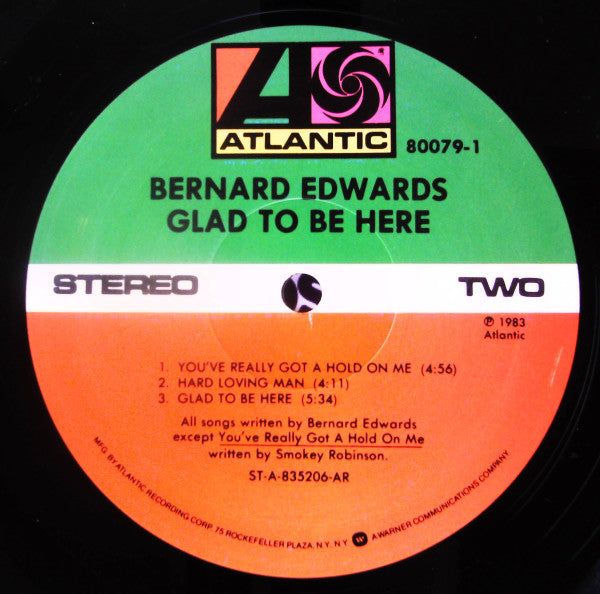 ATLANTIC
80079-1
BERNARD EDWARDS
GLAD TO BE HERE
STEREO
TWO
℗ 1983
Atlantic
1. YOU'VE REALLY GOT A HOLD ON ME (4:56)
2. HARD LOVING MAN (4:11)
3. GLAD TO BE HERE (5:34)
All songs written by Bernard Edwards
except You've Really Got A Hold On Me
written by Smokey Robinson.
ST-A-835206-AR
MFG. BY ATLANTIC RECORDING CORP. 75 ROCKEFELLER PLAZA, N.Y. N.Y. A WARNER COMMUNICATIONS COMPANY